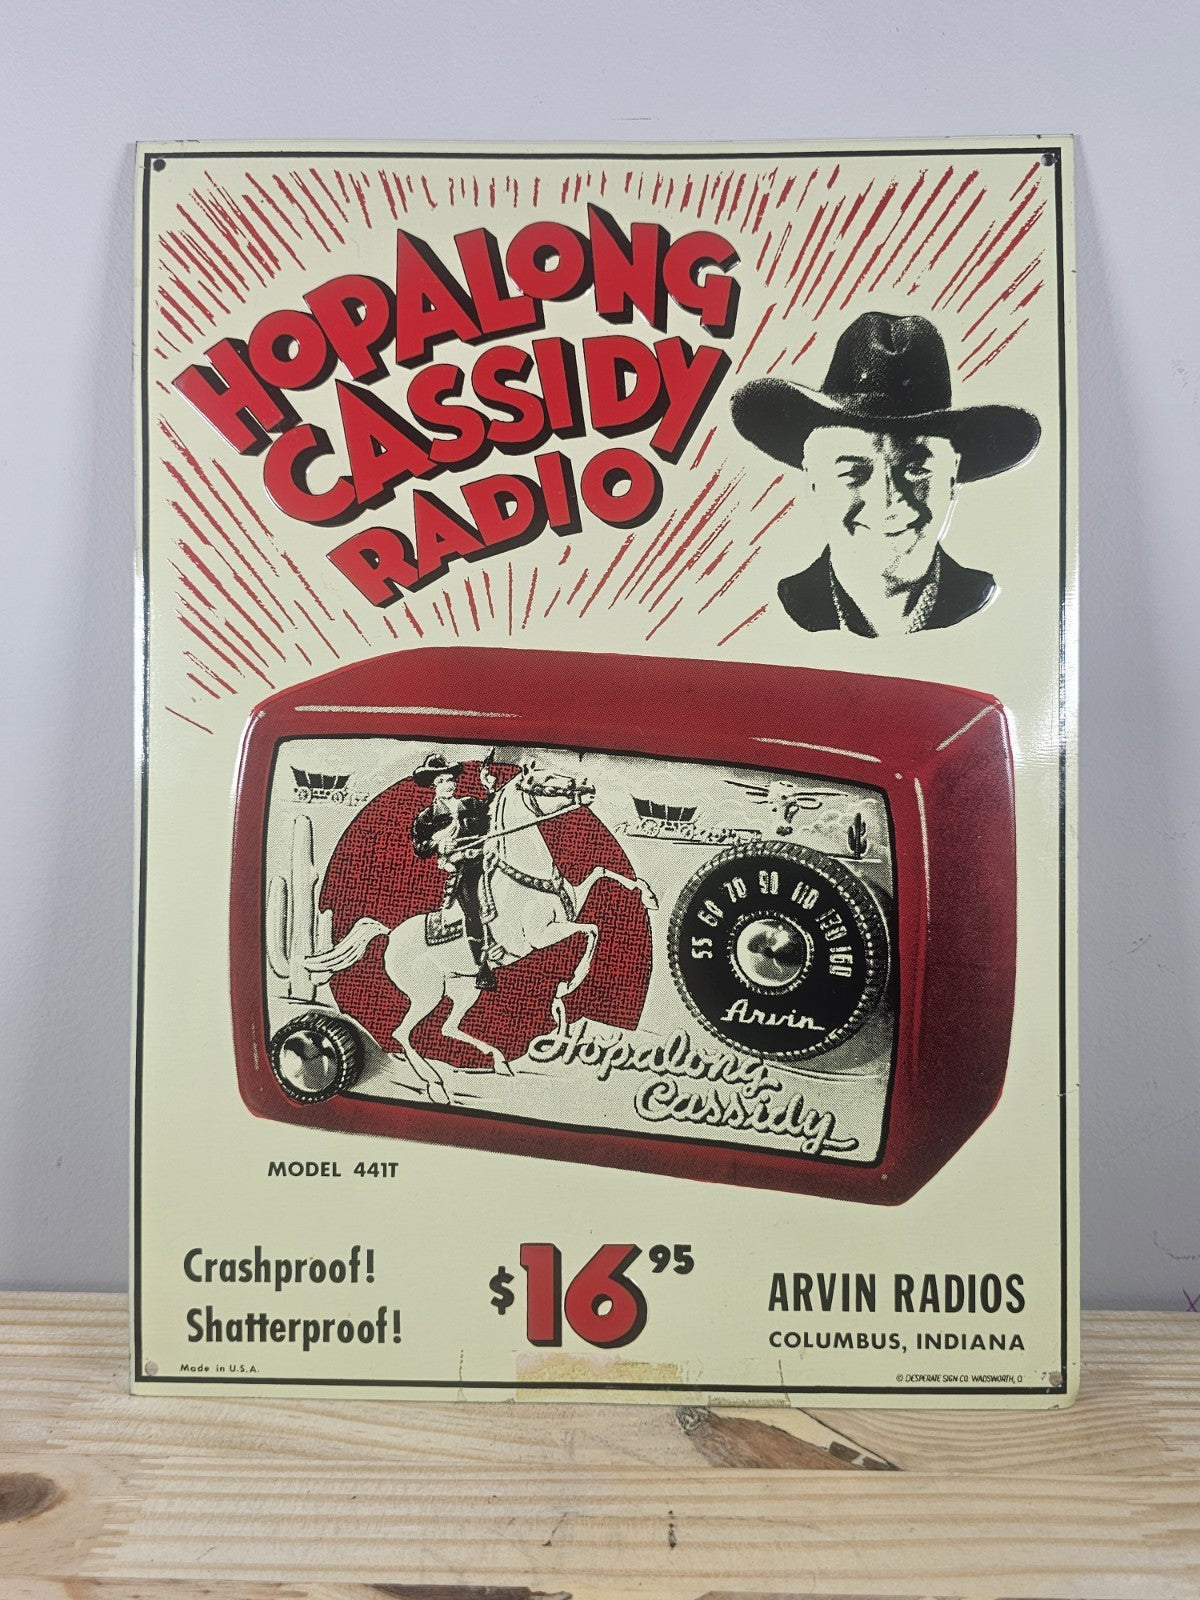 HOPALONG
CASSIDY
RADIO
55 60 70 90 110 130 160
Arvin
Hopalong
Cassidy
MODEL 441T
Crashproof!
Shatterproof!
$16.95
ARVIN RADIOS
COLUMBUS, INDIANA
Made in U.S.A.
© DESPERATE SIGN CO. WADSWORTH, O.